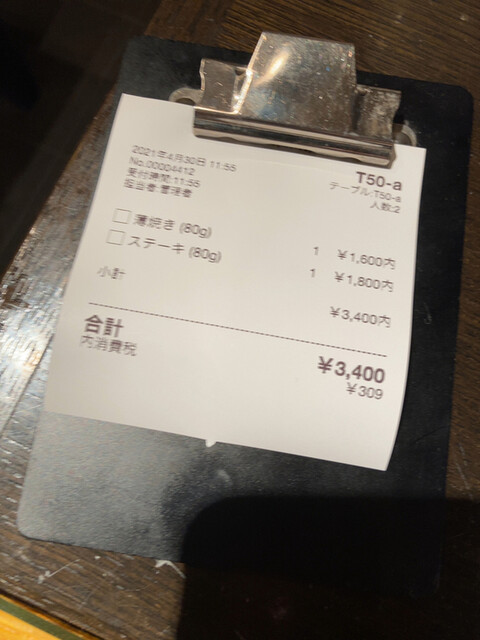 2021年4月30日 11:55
No.00004412
受付時間:11:55
担当者:管理者
T50-a
テーブル:T50-a
人数:2
薄焼き (80g) 1 ¥1,600内
ステーキ (80g) 1 ¥1,800内
小計 ¥3,400内
合計 ¥3,400
内消費税 ¥309